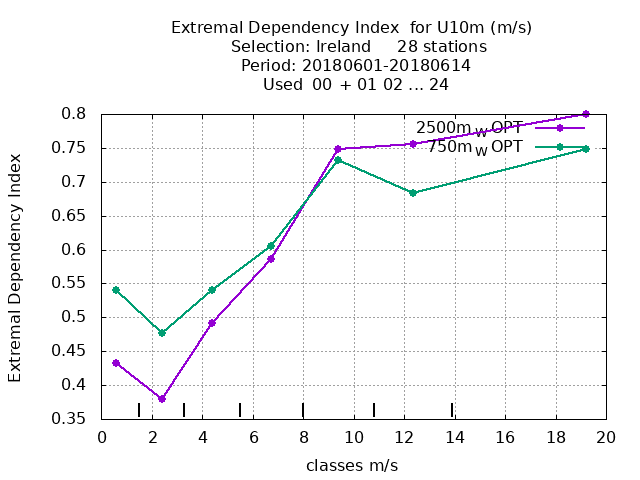 Extremal Dependency Index  for U10m (m/s)
Selection: Ireland     28 stations
Period: 20180601-20180614
Used  00  + 01 02 ... 24
2500m_W OPT
750m_W OPT
Extremal Dependency Index
0.8
0.75
0.7
0.65
0.6
0.55
0.5
0.45
0.4
0.35
0 2 4 6 8 10 12 14 16 18 20
classes m/s